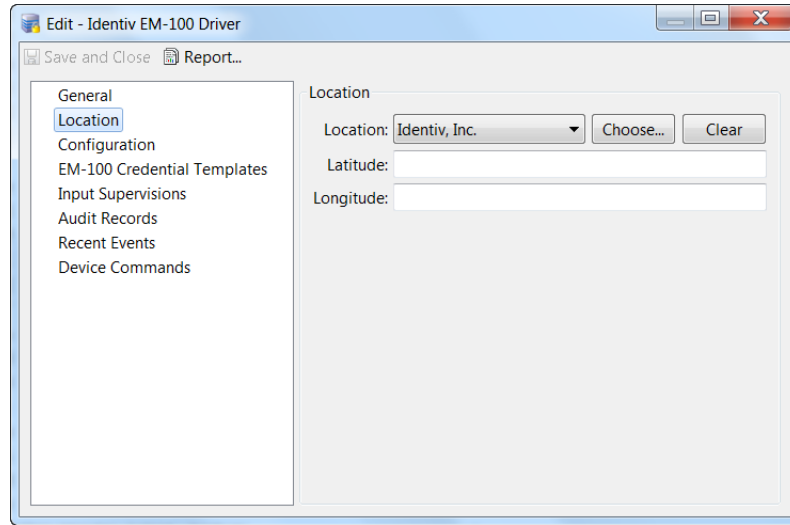 Edit - Identiv EM-100 Driver
Save and Close Report...
General
Location
Configuration
EM-100 Credential Templates
Input Supervisions
Audit Records
Recent Events
Device Commands
Location
Location: Identiv, Inc. Choose... Clear
Latitude:
Longitude: